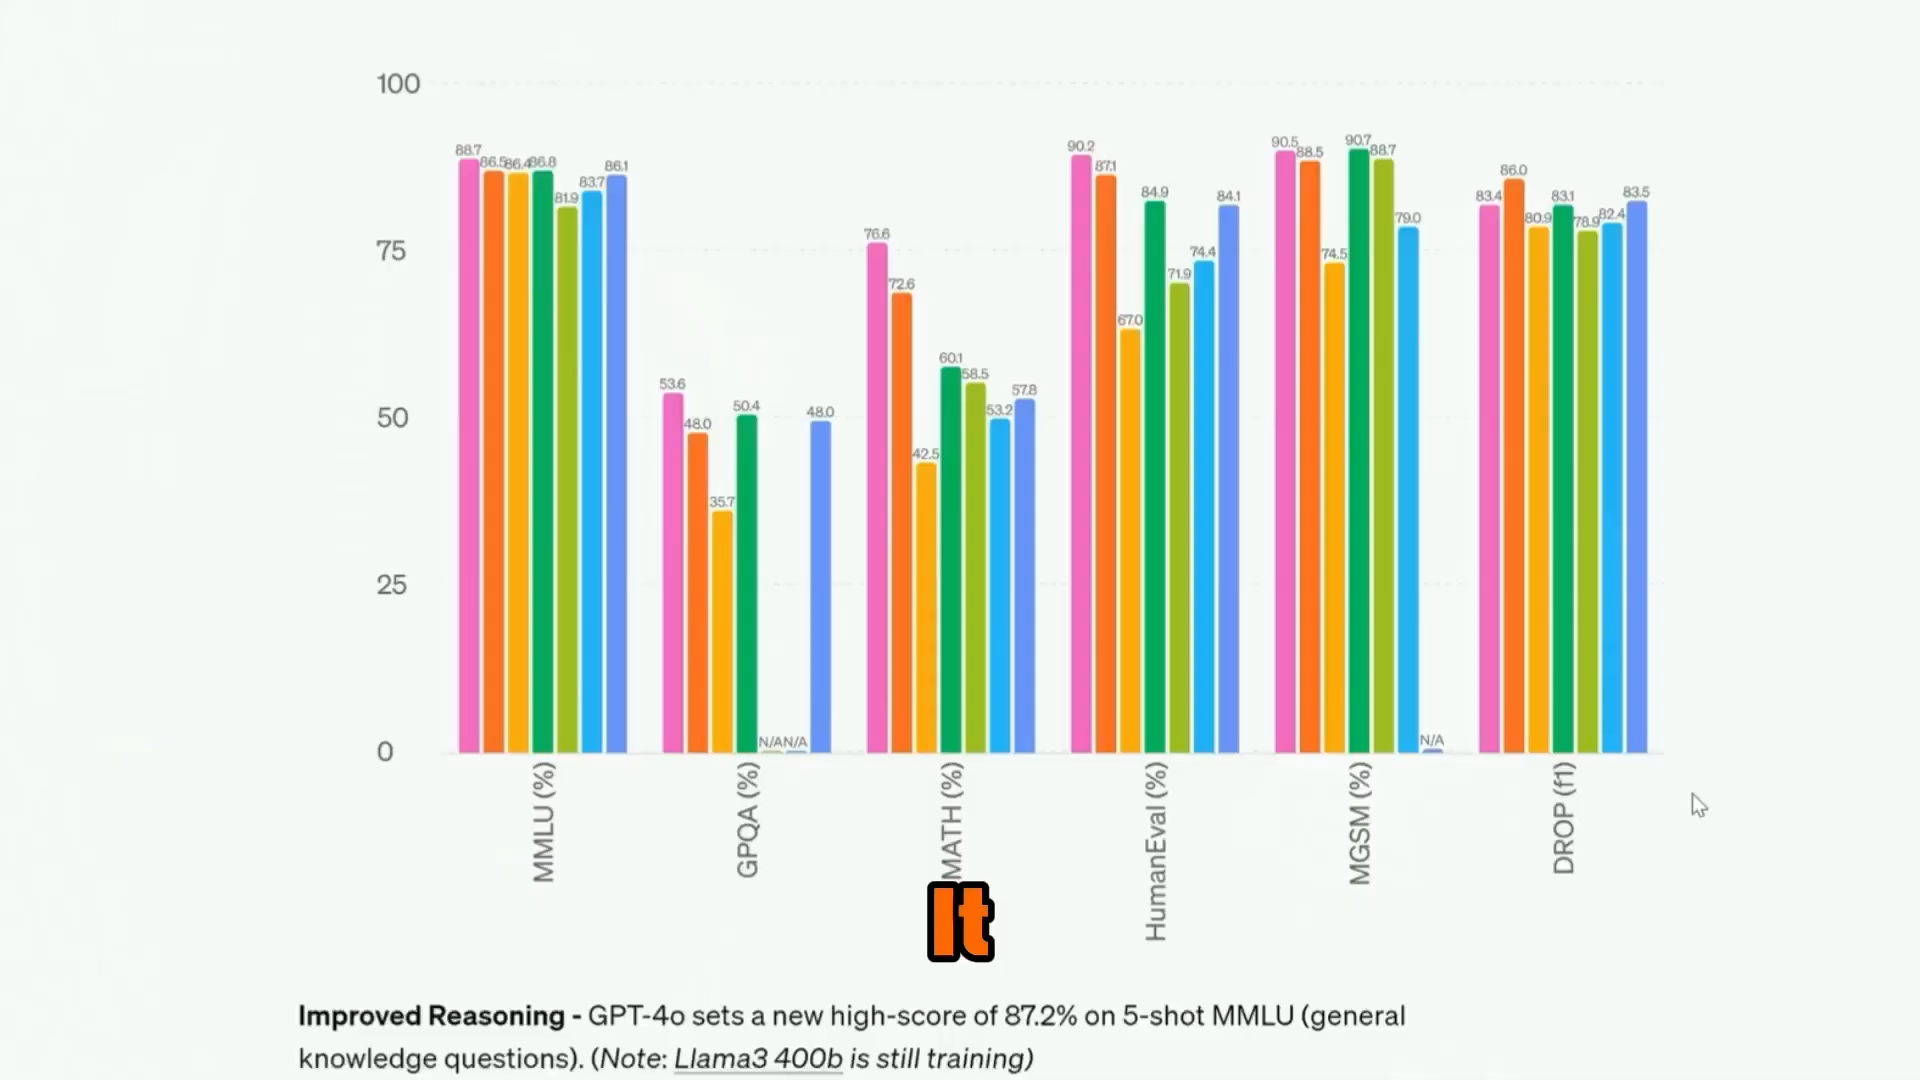 100
75
50
25
0
88.7 86.5 86.4 86.8 81.9 83.7 86.1
53.6 48.0 35.7 50.4 N/A N/A 48.0
76.6 72.6 42.5 60.1 58.5 53.2 57.8
90.2 87.1 67.0 84.9 71.9 74.4 84.1
90.5 88.5 74.5 90.7 88.7 79.0 N/A
83.4 86.0 80.9 83.1 78.9 82.4 83.5
MMLU (%)
GPQA (%)
MATH (%)
HumanEval (%)
MGSM (%)
DROP (f1)
It
Improved Reasoning - GPT-4o sets a new high-score of 87.2% on 5-shot MMLU (general
knowledge questions). (Note: Llama3 400b is still training)